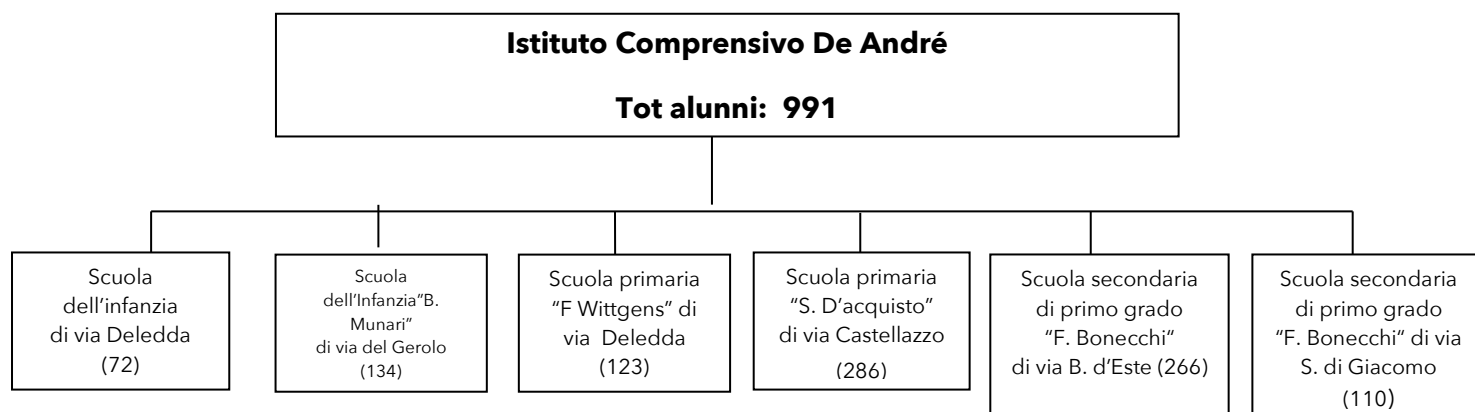 Istituto Comprensivo De André
Tot alunni:  991
Scuola
dell'infanzia
di via Deledda
(72)
Scuola
dell'Infanzia"B.
Munari"
di via del Gerolo
(134)
Scuola primaria
"F Wittgens" di
via  Deledda
(123)
Scuola primaria
"S. D'acquisto"
di via Castellazzo
(286)
Scuola secondaria
di primo grado
"F. Bonecchi"
di via B. d'Este (266)
Scuola secondaria
di primo grado
"F. Bonecchi" di via
S. di Giacomo
(110)